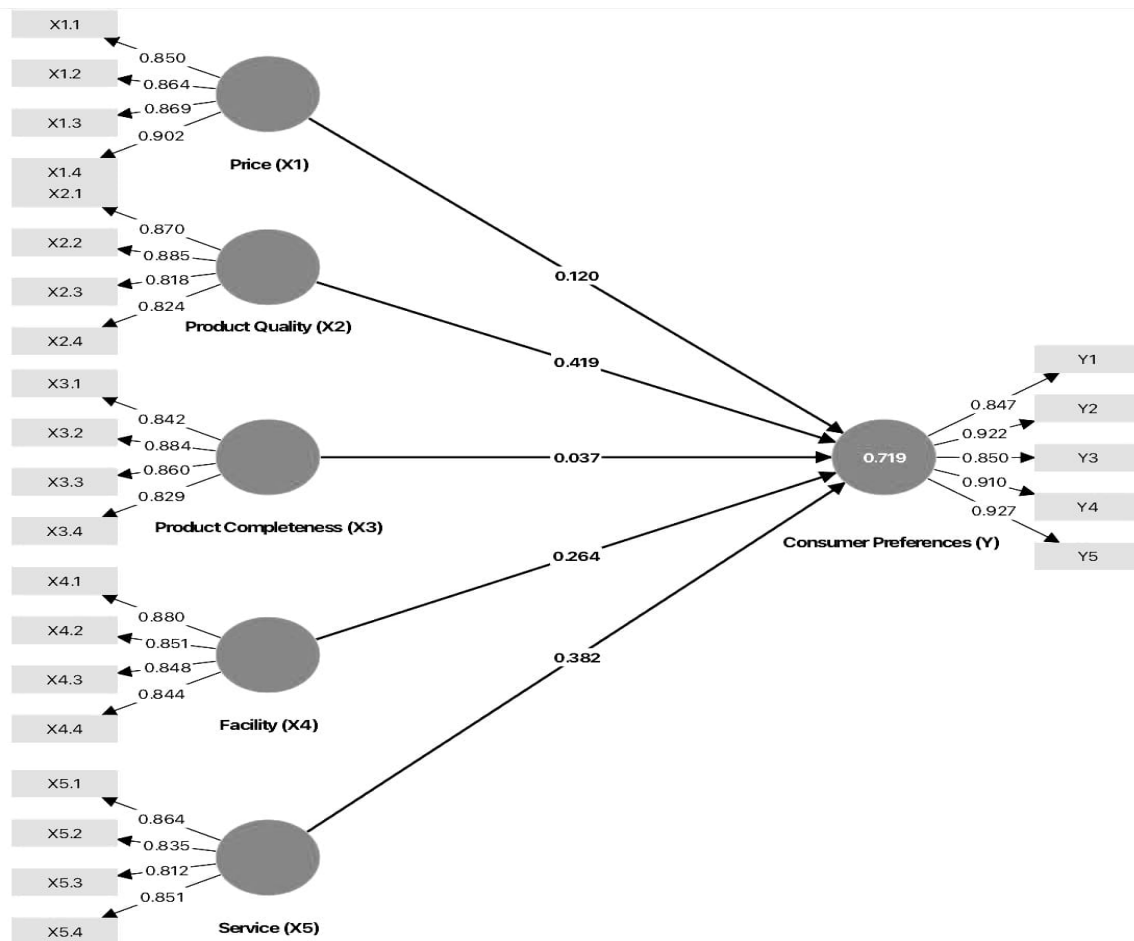 X1.1
0.850
X1.2
0.864
0.869
X1.3
0.902
X1.4
Price (X1)
X2.1
0.870
X2.2
0.885
0.818
X2.3
0.824
X2.4
Product Quality (X2)
X3.1
0.842
X3.2
0.884
0.860
X3.3
0.829
X3.4
Product Completeness (X3)
X4.1
0.880
X4.2
0.851
0.848
X4.3
0.844
X4.4
Facility (X4)
X5.1
0.864
X5.2
0.835
0.812
X5.3
0.851
X5.4
Service (X5)
0.120
0.419
0.037
0.264
0.382
0.719
Consumer Preferences (Y)
Y1
0.847
Y2
0.922
0.850
Y3
0.910
Y4
0.927
Y5